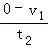 0 – v₁
t₂